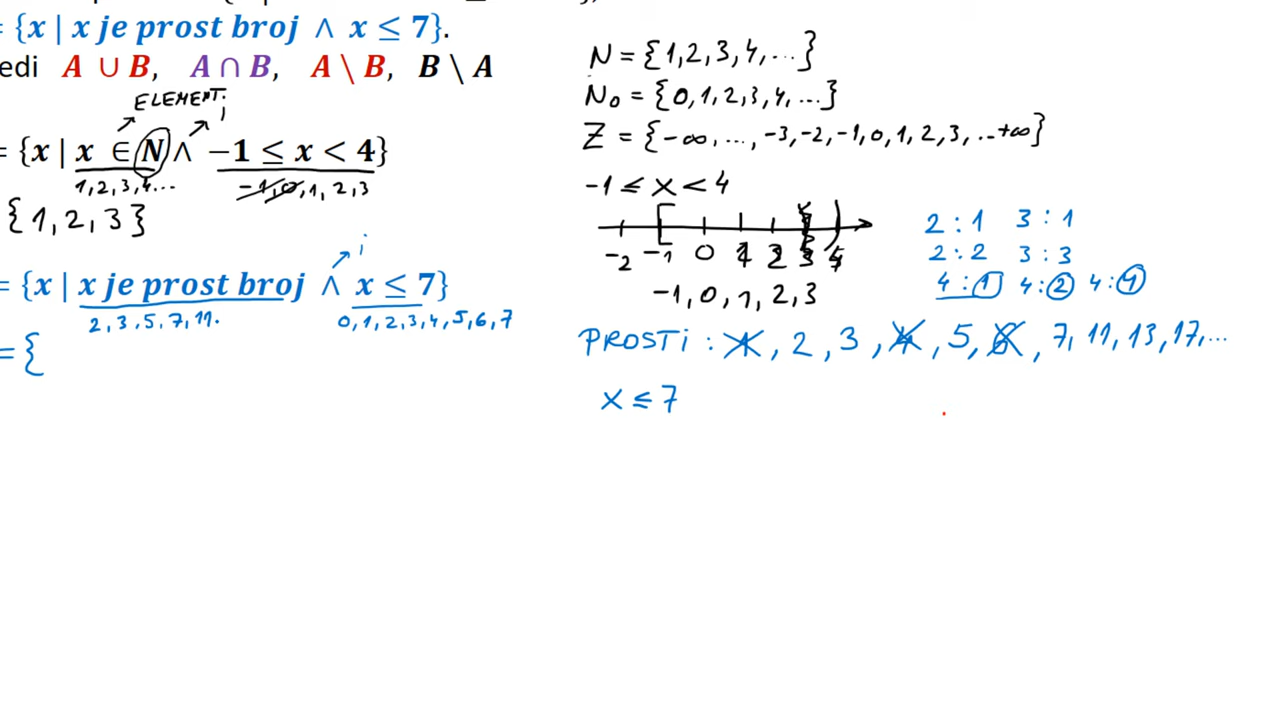 = {x | x je prost broj ∧ x ≤ 7}.
edi A ∪ B, A ∩ B, A \ B, B \ A
ELEMENT
i
= {x | x ∈ N ∧ −1 ≤ x < 4}
1,2,3,4... -1,0,1,2,3
{1,2,3}
i
= {x | x je prost broj ∧ x ≤ 7}
2,3,5,7,11. 0,1,2,3,4,5,6,7
= {
N = {1,2,3,4,...}
N₀ = {0,1,2,3,4,...}
Z = {-∞,...,-3,-2,-1,0,1,2,3,...+∞}
-1 ≤ x < 4
-2 -1 0 1 2 3 4
-1,0,1,2,3
2:1 3:1
2:2 3:3
4:1 4:2 4:4
PROSTi: 1, 2, 3, 4, 5, 6, 7, 11, 13, 17,...
x ≤ 7